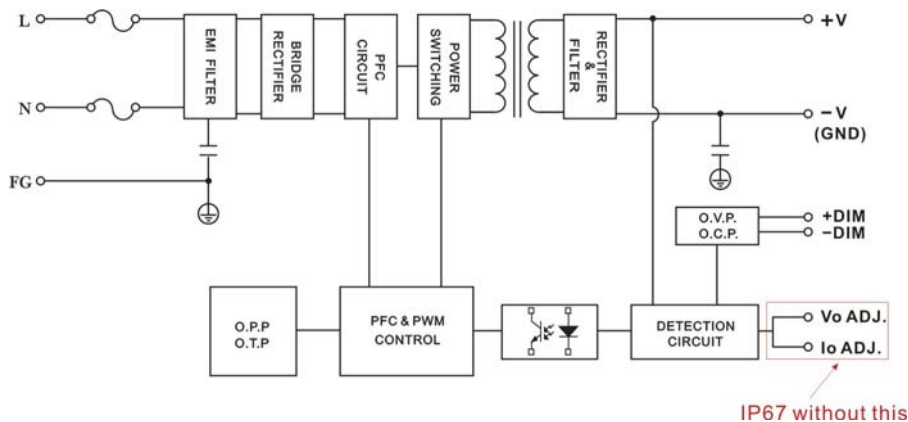 L
N
FG
EMI FILTER
BRIDGE
RECTIFIER
PFC
CIRCUIT
POWER
SWITCHING
RECTIFIER
&
FILTER
+V
−V
(GND)
O.V.P.
O.C.P.
+DIM
−DIM
O.P.P
O.T.P
PFC & PWM
CONTROL
DETECTION
CIRCUIT
Vo ADJ.
Io ADJ.
IP67 without this